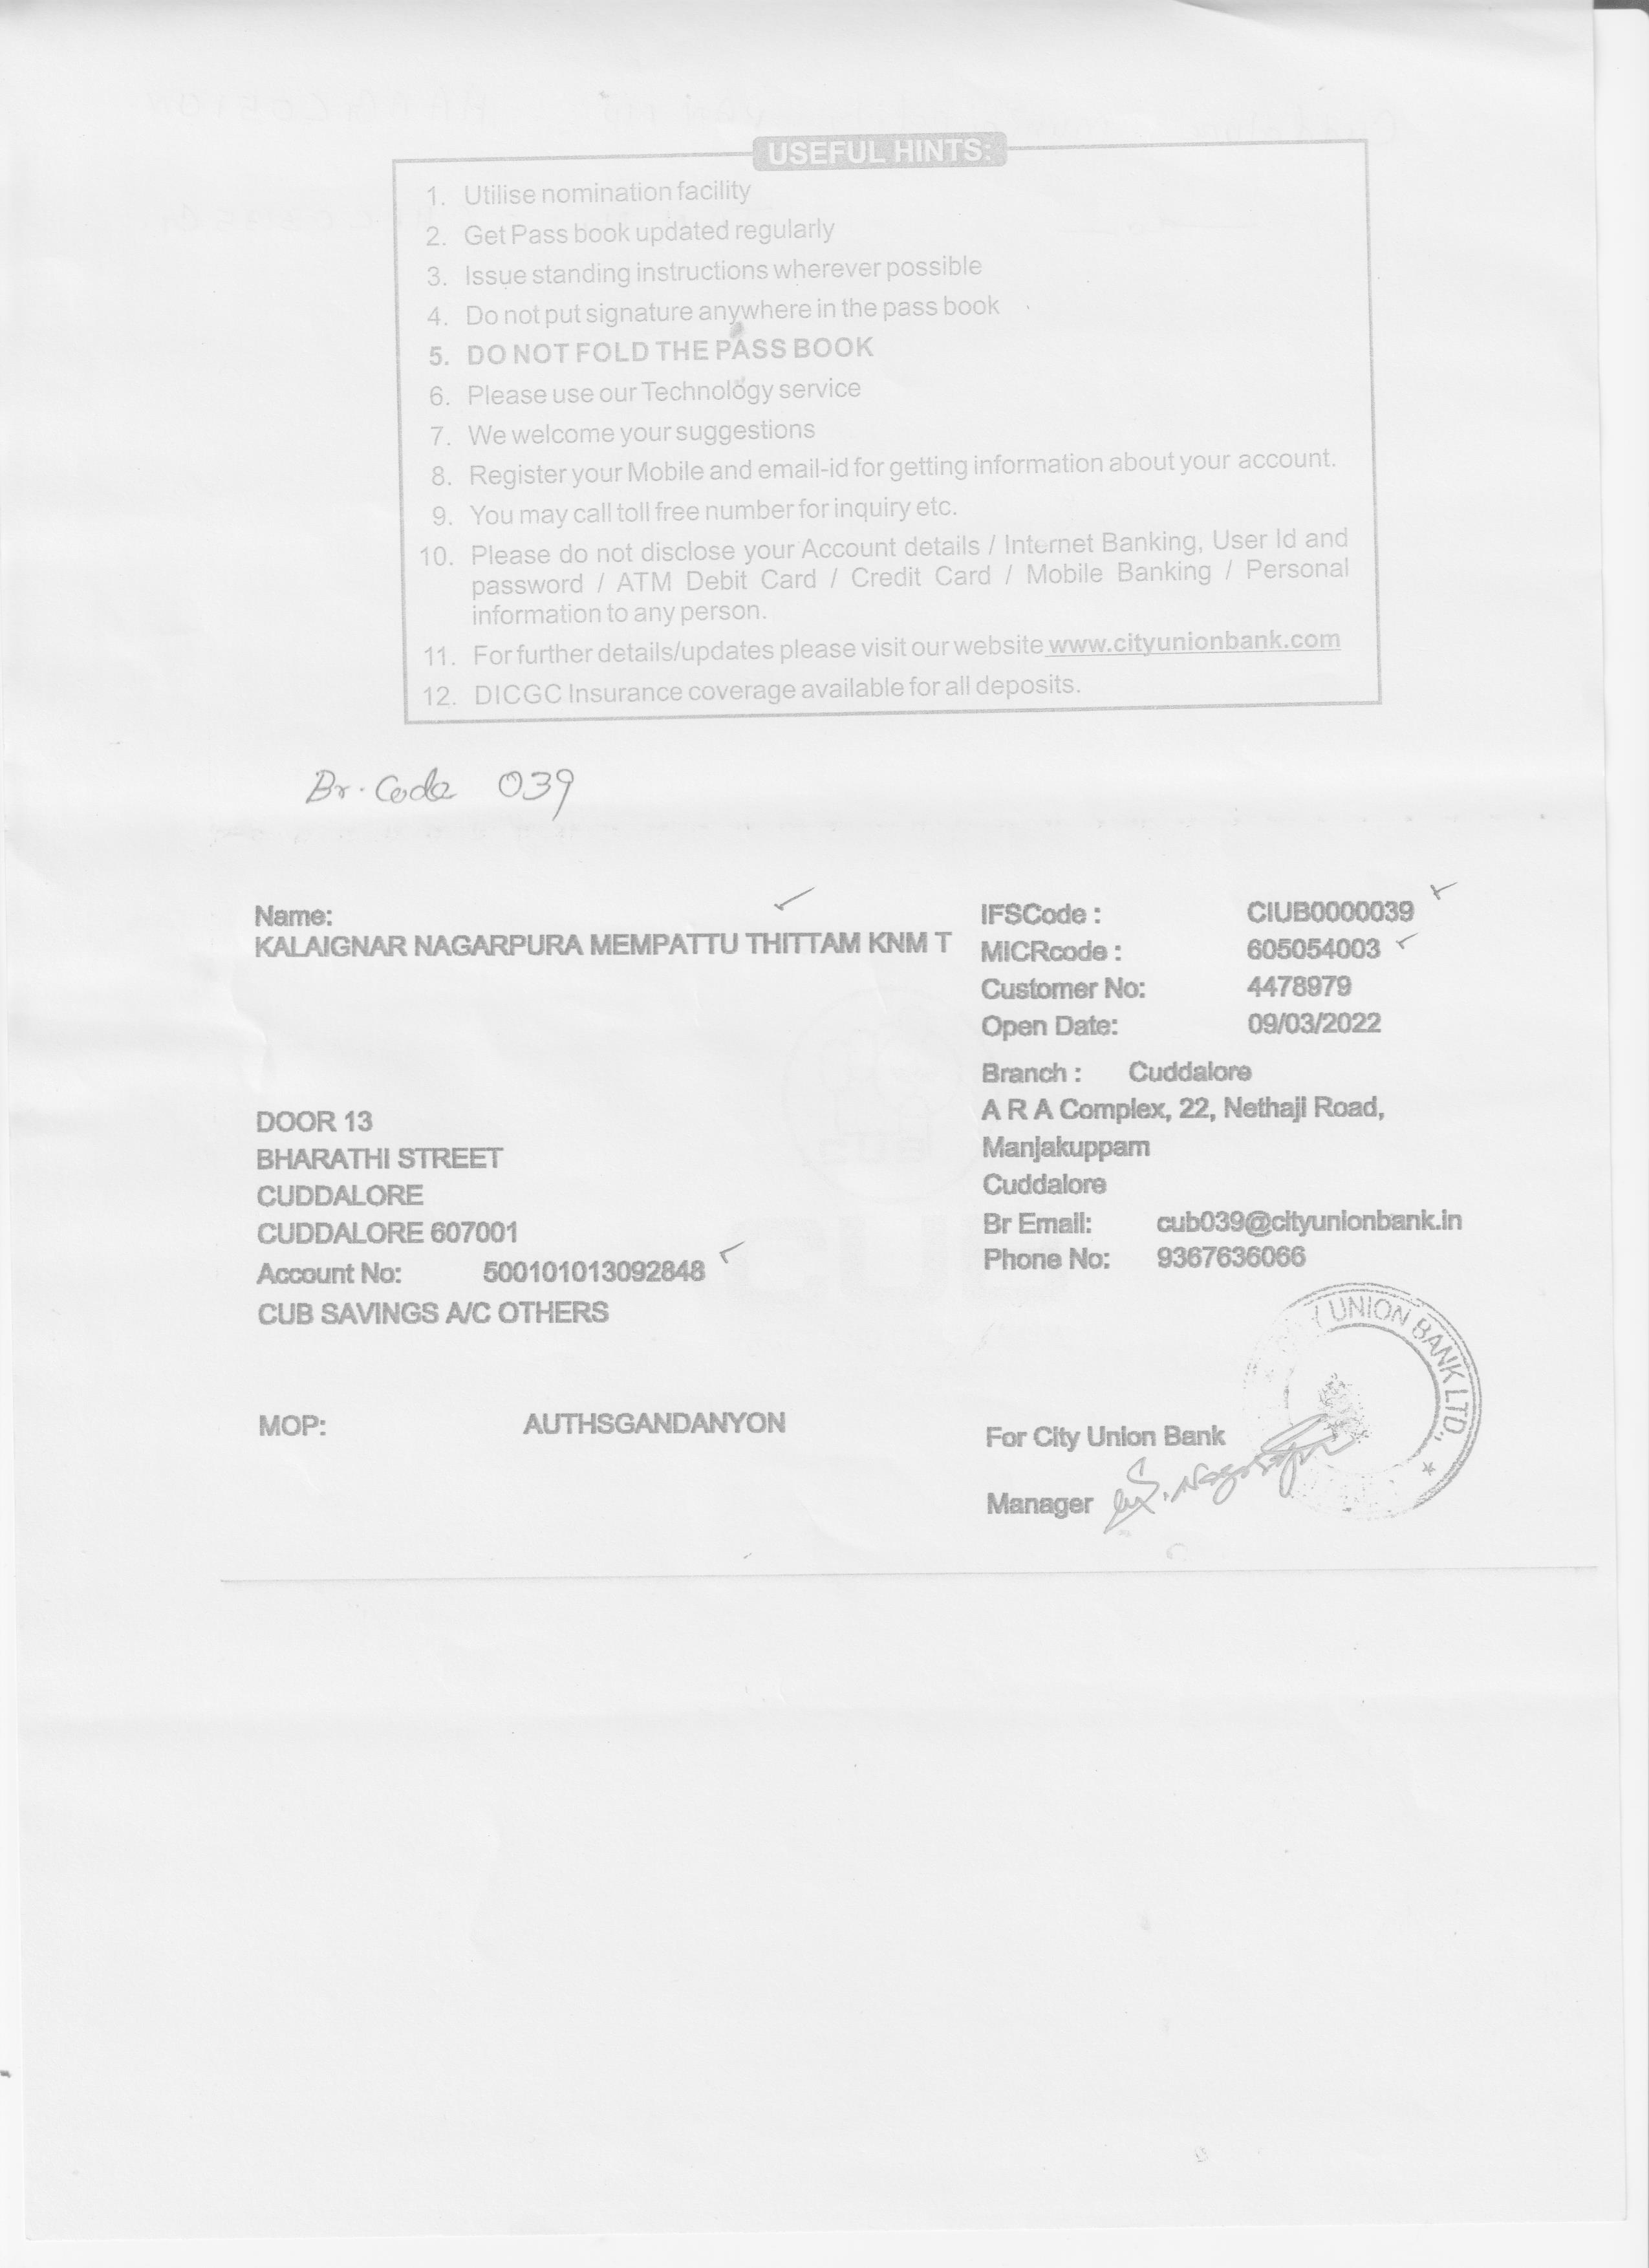 USEFUL HINTS:
1. Utilise nomination facility
2. Get Pass book updated regularly
3. Issue standing instructions wherever possible
4. Do not put signature anywhere in the pass book
5. DO NOT FOLD THE PASS BOOK
6. Please use our Technology service
7. We welcome your suggestions
8. Register your Mobile and email-id for getting information about your account.
9. You may call toll free number for inquiry etc.
10. Please do not disclose your Account details / Internet Banking, User Id and
password / ATM Debit Card / Credit Card / Mobile Banking / Personal
information to any person.
11. For further details/updates please visit our website www.cityunionbank.com
12. DICGC Insurance coverage available for all deposits.
Br. Code 039
Name:
KALAIGNAR NAGARPURA MEMPATTU THITTAM KNM T
DOOR 13
BHARATHI STREET
CUDDALORE
CUDDALORE 607001
Account No: 500101013092848
CUB SAVINGS A/C OTHERS
MOP: AUTHSGANDANYON
IFSCode : CIUB0000039
MICRcode : 605054003
Customer No: 4478979
Open Date: 09/03/2022
Branch : Cuddalore
A R A Complex, 22, Nethaji Road,
Manjakuppam
Cuddalore
Br Email: cub039@cityunionbank.in
Phone No: 9367636066
For City Union Bank
Manager
UNION BANK LTD.,